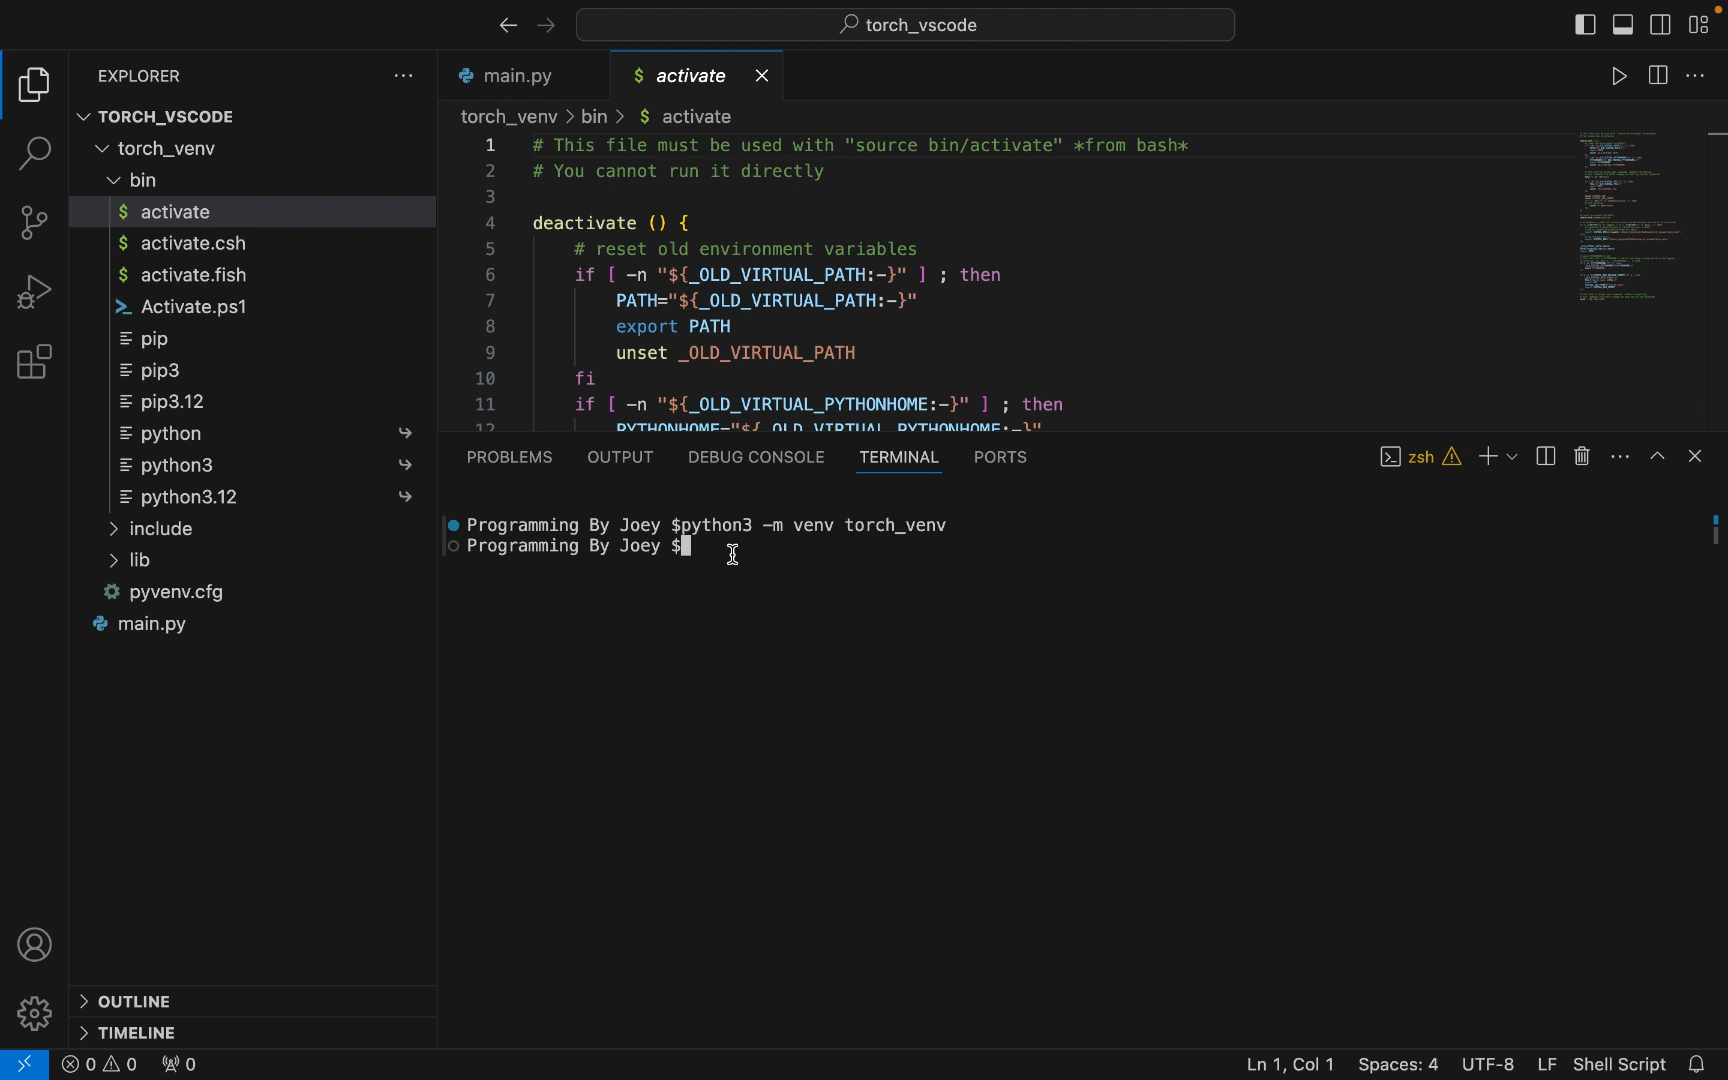 torch_vscode
EXPLORER
TORCH_VSCODE
torch_venv
bin
$ activate
$ activate.csh
$ activate.fish
Activate.ps1
pip
pip3
pip3.12
python
python3
python3.12
include
lib
pyvenv.cfg
main.py
OUTLINE
TIMELINE
main.py
$ activate
torch_venv > bin > $ activate
1 # This file must be used with "source bin/activate" *from bash*
2 # You cannot run it directly
3
4 deactivate () {
5 # reset old environment variables
6 if [ -n "${_OLD_VIRTUAL_PATH:-}" ] ; then
7 PATH="${_OLD_VIRTUAL_PATH:-}"
8 export PATH
9 unset _OLD_VIRTUAL_PATH
10 fi
11 if [ -n "${_OLD_VIRTUAL_PYTHONHOME:-}" ] ; then
12 PYTHONHOME="${_OLD_VIRTUAL_PYTHONHOME:-}"
PROBLEMS OUTPUT DEBUG CONSOLE TERMINAL PORTS
zsh
Programming By Joey $python3 -m venv torch_venv
Programming By Joey $
0 0 0
Ln 1, Col 1 Spaces: 4 UTF-8 LF Shell Script